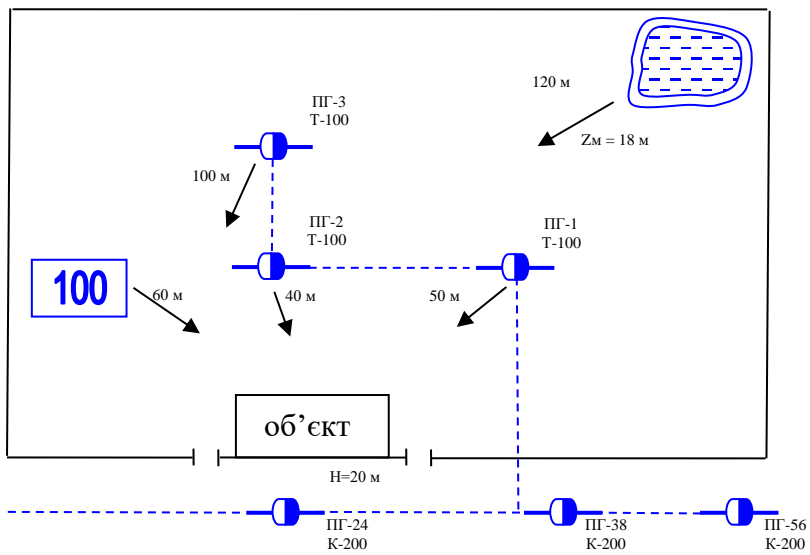 120 м
ПГ-3
Т-100
Zм = 18 м
100 м
ПГ-2
Т-100
ПГ-1
Т-100
100
60 м
40 м
50 м
об’єкт
Н=20 м
ПГ-24
К-200
ПГ-38
К-200
ПГ-56
К-200